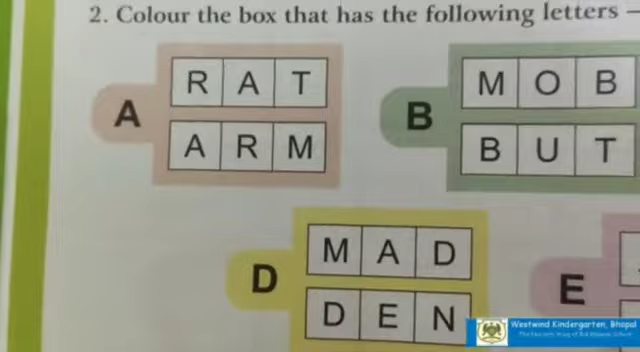 2. Colour the box that has the following letters –
A
R A T
A R M
B
M O B
B U T
D
M A D
D E N
E
Westwind Kindergarten, Bhopal